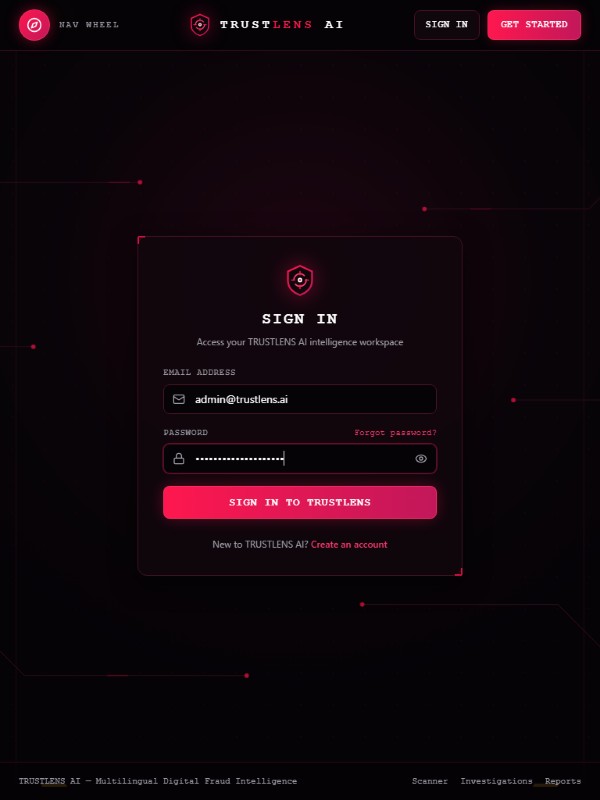 NAV WHEEL
TRUSTLENS AI
SIGN IN
GET STARTED
SIGN IN
Access your TRUSTLENS AI intelligence workspace
EMAIL ADDRESS
admin@trustlens.ai
PASSWORD
Forgot password?
••••••••••••••••••••
SIGN IN TO TRUSTLENS
New to TRUSTLENS AI? Create an account
TRUSTLENS AI — Multilingual Digital Fraud Intelligence
Scanner Investigations Reports